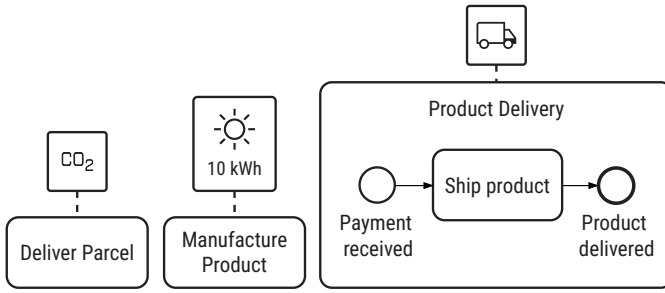 CO₂
Deliver Parcel
10 kWh
Manufacture
Product
Product Delivery
Payment
received
Ship product
Product
delivered